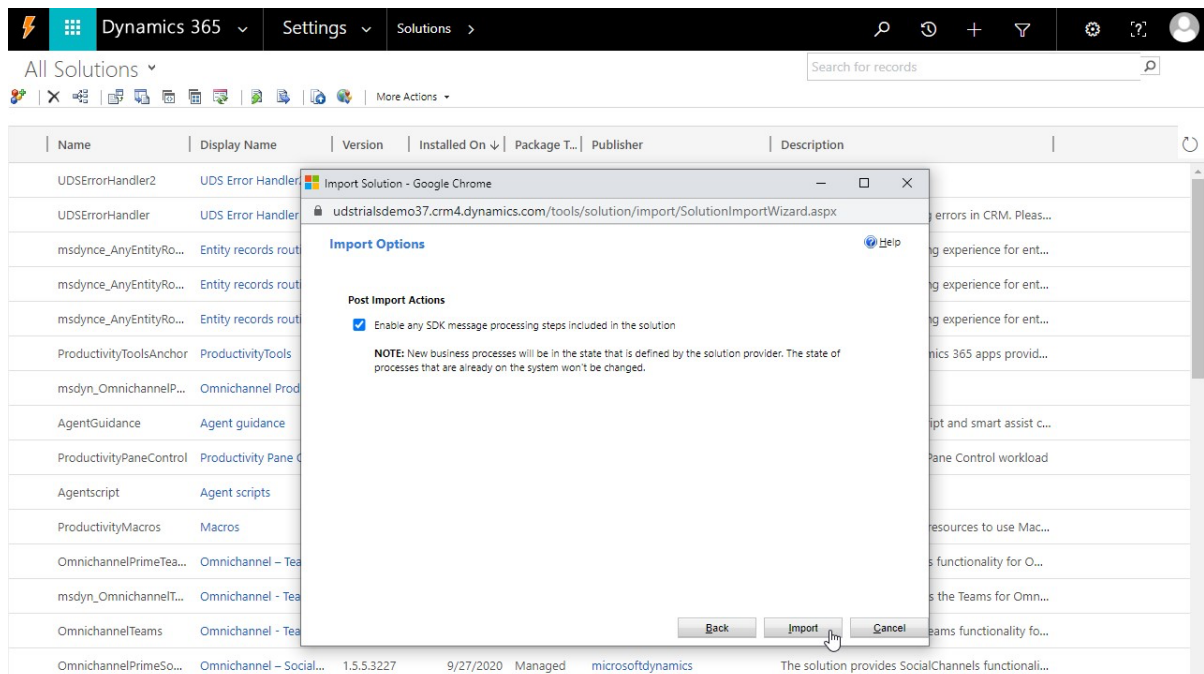 Dynamics 365
Settings
Solutions
All Solutions
Search for records
More Actions
Name Display Name Version Installed On Package T... Publisher Description
UDSErrorHandler2 UDS Error Handler
UDSErrorHandler UDS Error Handler g errors in CRM. Pleas...
msdynce_AnyEntityRo... Entity records routi ng experience for ent...
msdynce_AnyEntityRo... Entity records routi ng experience for ent...
msdynce_AnyEntityRo... Entity records routi ng experience for ent...
ProductivityToolsAnchor ProductivityTools mics 365 apps provid...
msdyn_OmnichannelP... Omnichannel Prod
AgentGuidance Agent guidance ipt and smart assist c...
ProductivityPaneControl Productivity Pane C Pane Control workload
Agentscript Agent scripts
ProductivityMacros Macros resources to use Mac...
OmnichannelPrimeTea... Omnichannel – Tea s functionality for O...
msdyn_OmnichannelT... Omnichannel - Tea s the Teams for Omn...
OmnichannelTeams Omnichannel - Tea eams functionality fo...
OmnichannelPrimeSo... Omnichannel – Social... 1.5.5.3227 9/27/2020 Managed microsoftdynamics The solution provides SocialChannels functionali...
Import Solution - Google Chrome
udstrialsdemo37.crm4.dynamics.com/tools/solution/import/SolutionImportWizard.aspx
Import Options
Help
Post Import Actions
Enable any SDK message processing steps included in the solution
NOTE: New business processes will be in the state that is defined by the solution provider. The state of
processes that are already on the system won't be changed.
Back Import Cancel